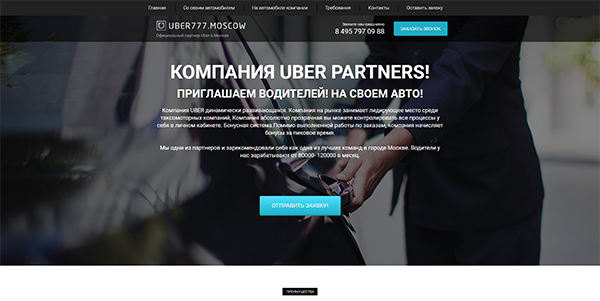 Главная Со своим автомобилем На автомобиле компании Требования Контакты Оставить заявку
UBER777.MOSCOW
Официальный партнер Uber в Москве
Звоните нам ежедневно
8 495 797 09 88
ЗАКАЗАТЬ ЗВОНОК
КОМПАНИЯ UBER PARTNERS!
ПРИГЛАШАЕМ ВОДИТЕЛЕЙ! НА СВОЕМ АВТО!
Компания UBER динамически развивающаяся. Компания на рынке занимает лидирующее место среди
таксомоторных компаний, Компания абсолютно прозрачная вы можете контролировать все процессы у
себя в личном кабинете. Бонусная система.Помимо выполненной работы по заказам, компания начисляет
бонусы за пиковое время.
Мы одни из партнеров и зарекомендовали себя как одна из лучших команд в городе Москве. Водители у
нас зарабатывают от 80000- 120000 в месяц.
ОТПРАВИТЬ ЗАЯВКУ!
ПРЕИМУЩЕСТВА